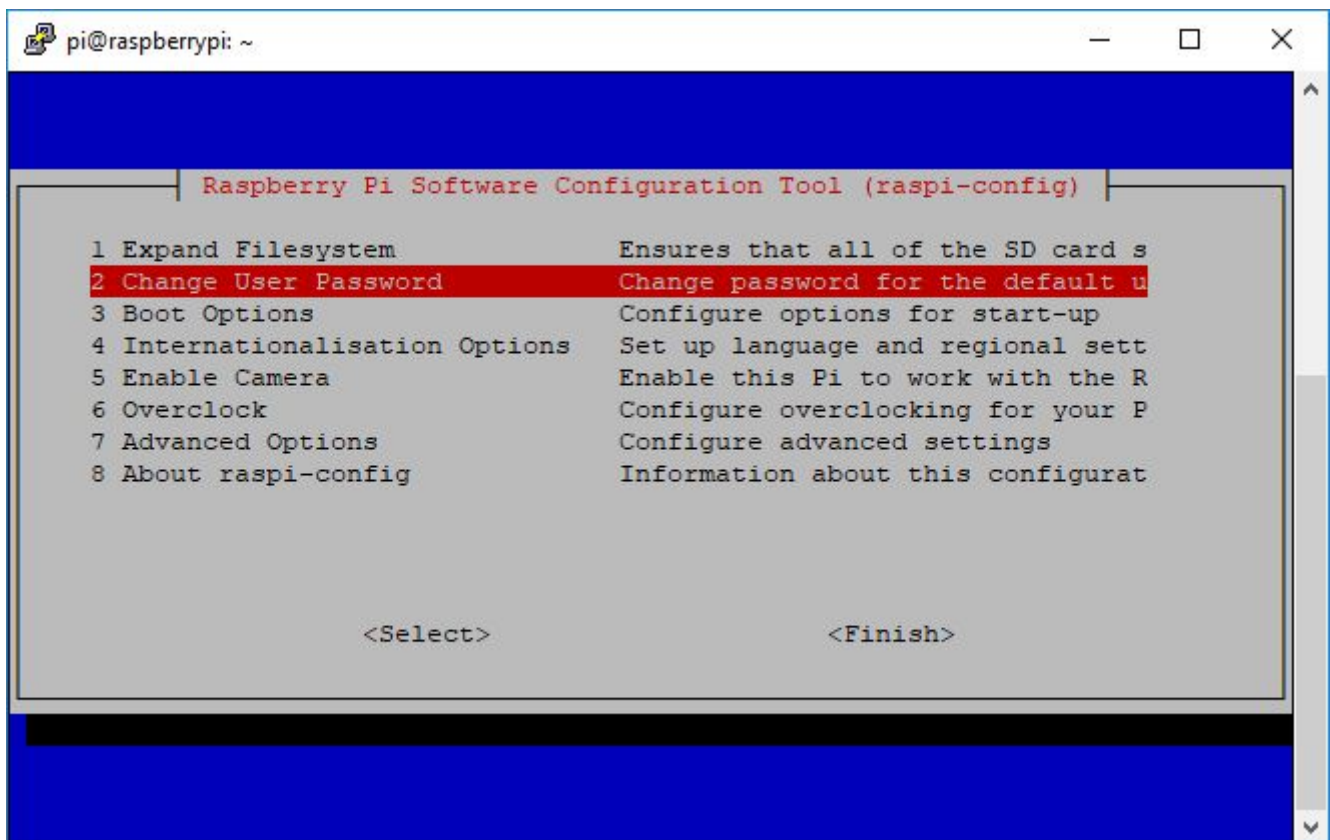 pi@raspberrypi: ~
Raspberry Pi Software Configuration Tool (raspi-config)
1 Expand Filesystem Ensures that all of the SD card s
2 Change User Password Change password for the default u
3 Boot Options Configure options for start-up
4 Internationalisation Options Set up language and regional sett
5 Enable Camera Enable this Pi to work with the R
6 Overclock Configure overclocking for your P
7 Advanced Options Configure advanced settings
8 About raspi-config Information about this configurat
<Select> <Finish>